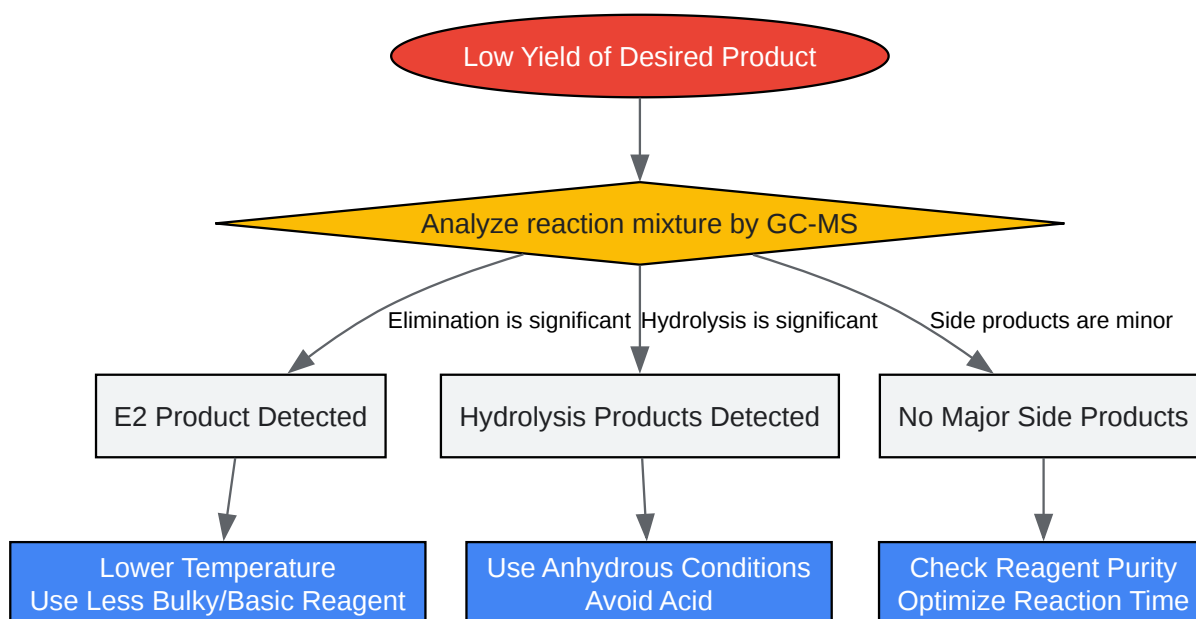 Low Yield of Desired Product
Analyze reaction mixture by GC-MS
Elimination is significant
Hydrolysis is significant
Side products are minor
E2 Product Detected
Hydrolysis Products Detected
No Major Side Products
Lower Temperature
Use Less Bulky/Basic Reagent
Use Anhydrous Conditions
Avoid Acid
Check Reagent Purity
Optimize Reaction Time